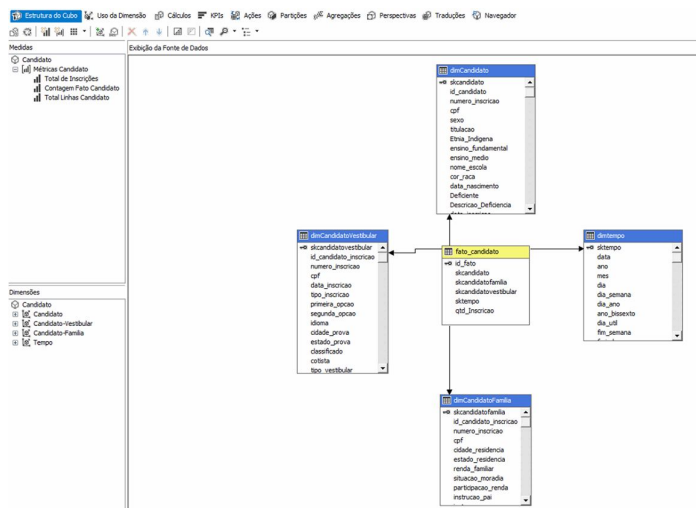 Estrutura do Cubo Uso da Dimensão Cálculos KPIs Ações Partições Agregações Perspectivas Traduções Navegador
Medidas
Candidato
Métricas Candidato
Total de Inscrições
Contagem Fato Candidato
Total Linhas Candidato
Dimensões
Candidato
Candidato
Candidato-Vestibular
Candidato-Familia
Tempo
Exibição da Fonte de Dados
dimCandidato
skcandidato
id_candidato
numero_inscricao
cpf
sexo
titulacao
Etnia_Indigena
ensino_fundamental
ensino_medio
nome_escola
cor_raca
data_nascimento
Deficiente
Descricao_Deficiencia
dimCandidatoVestibular
skcandidatovestibular
id_candidato_inscricao
numero_inscricao
cpf
data_inscricao
tipo_inscricao
primeira_opcao
segunda_opcao
idioma
cidade_prova
estado_prova
classificado
cotista
tipo_vestibular
fato_candidato
id_fato
skcandidato
skcandidatofamilia
skcandidatovestibular
sktempo
qtd_Inscricao
dimtempo
sktempo
data
ano
mes
dia
dia_semana
dia_ano
ano_bissexto
dia_util
fim_semana
dimCandidatoFamilia
skcandidatofamilia
id_candidato_inscricao
numero_inscricao
cpf
cidade_residencia
estado_residencia
renda_familiar
situacao_moradia
participacao_renda
instrucao_pai